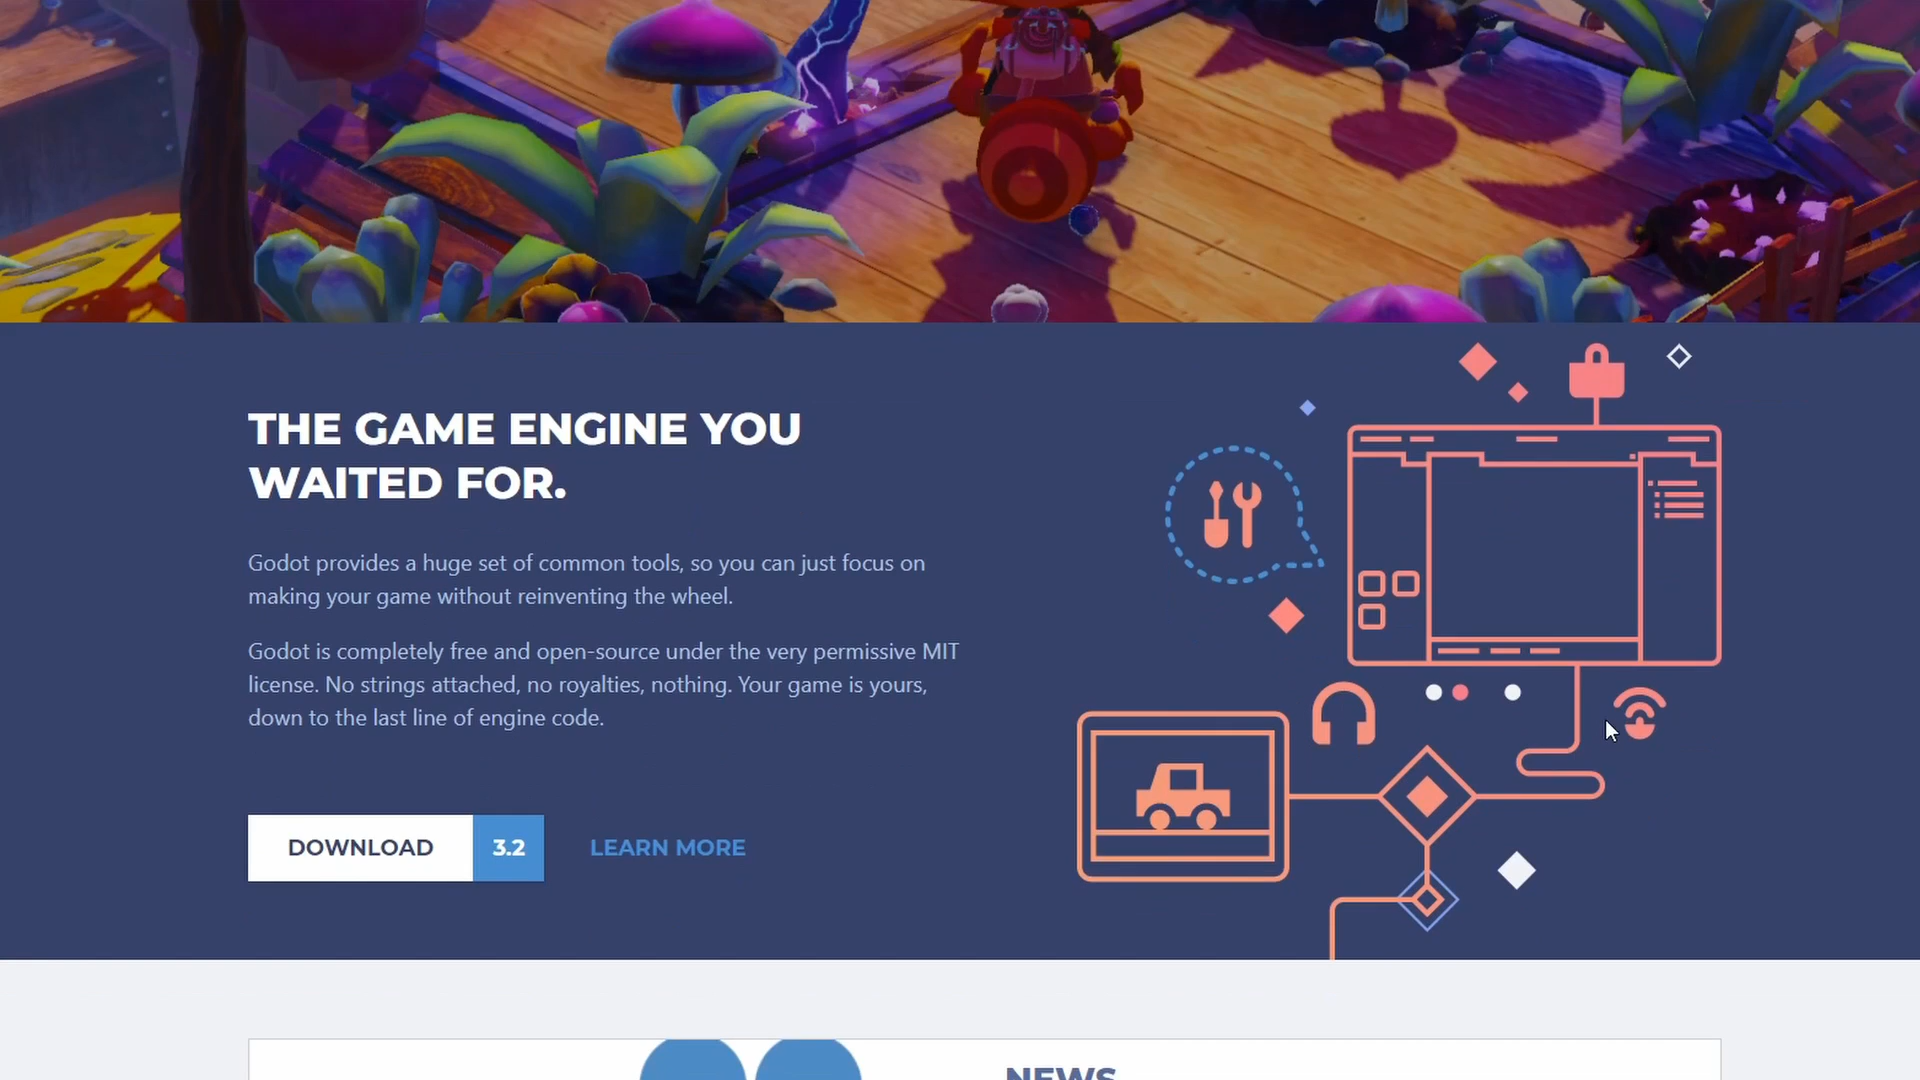 THE GAME ENGINE YOU
WAITED FOR.
Godot provides a huge set of common tools, so you can just focus on
making your game without reinventing the wheel.
Godot is completely free and open-source under the very permissive MIT
license. No strings attached, no royalties, nothing. Your game is yours,
down to the last line of engine code.
DOWNLOAD 3.2 LEARN MORE
NEWS